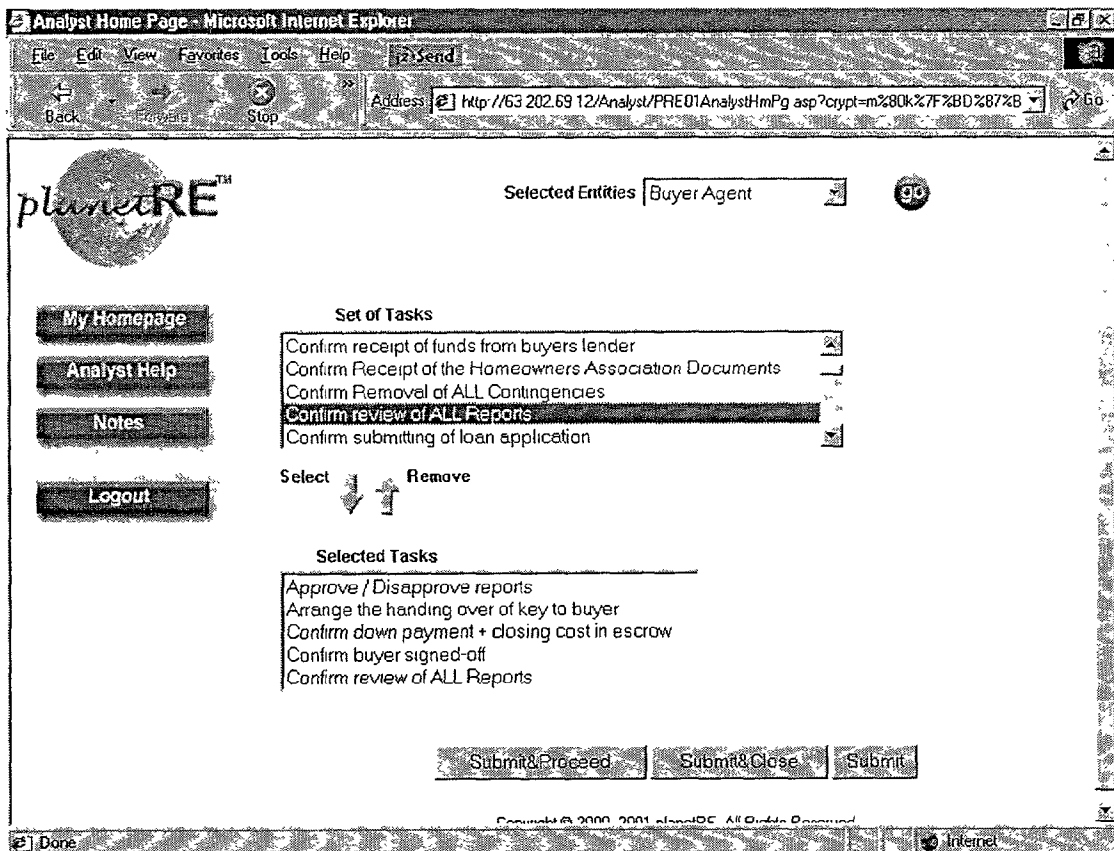 Analyst Home Page - Microsoft Internet Explorer
File Edit View Favorites Tools Help Send
Back Forward Stop » Address http://63 202.69 12/Analyst/PRE01AnalystHmPg asp?crypt=m%80k%7F%BD%87%B Go
planetRE™
Selected Entities Buyer Agent go
My Homepage
Analyst Help
Notes
Logout
Set of Tasks
Confirm receipt of funds from buyers lender
Confirm Receipt of the Homeowners Association Documents
Confirm Removal of ALL Contingencies
Confirm review of ALL Reports
Confirm submitting of loan application
Select Remove
Selected Tasks
Approve / Disapprove reports
Arrange the handing over of key to buyer
Confirm down payment + closing cost in escrow
Confirm buyer signed-off
Confirm review of ALL Reports
Submit&Proceed Submit&Close Submit
Copyright © 2000, 2001 planetRE, All Rights Reserved
Done Internet